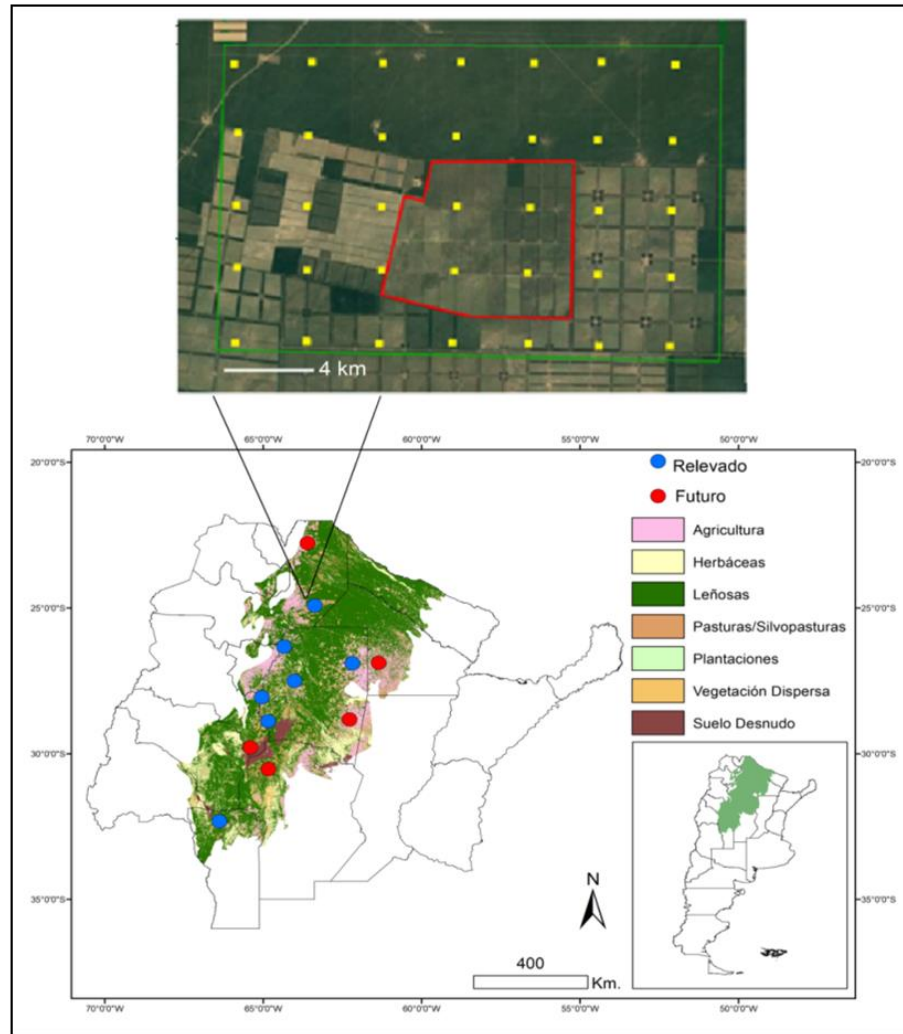 4 km
70°0'0"W
65°0'0"W
60°0'0"W
55°0'0"W
50°0'0"W
20°0'0"S
20°0'0"S
25°0'0"S
25°0'0"S
30°0'0"S
30°0'0"S
35°0'0"S
35°0'0"S
Relevado
Futuro
Agricultura
Herbáceas
Leñosas
Pasturas/Silvopasturas
Plantaciones
Vegetación Dispersa
Suelo Desnudo
N
400
Km.
70°0'0"W
65°0'0"W
60°0'0"W
55°0'0"W
50°0'0"W